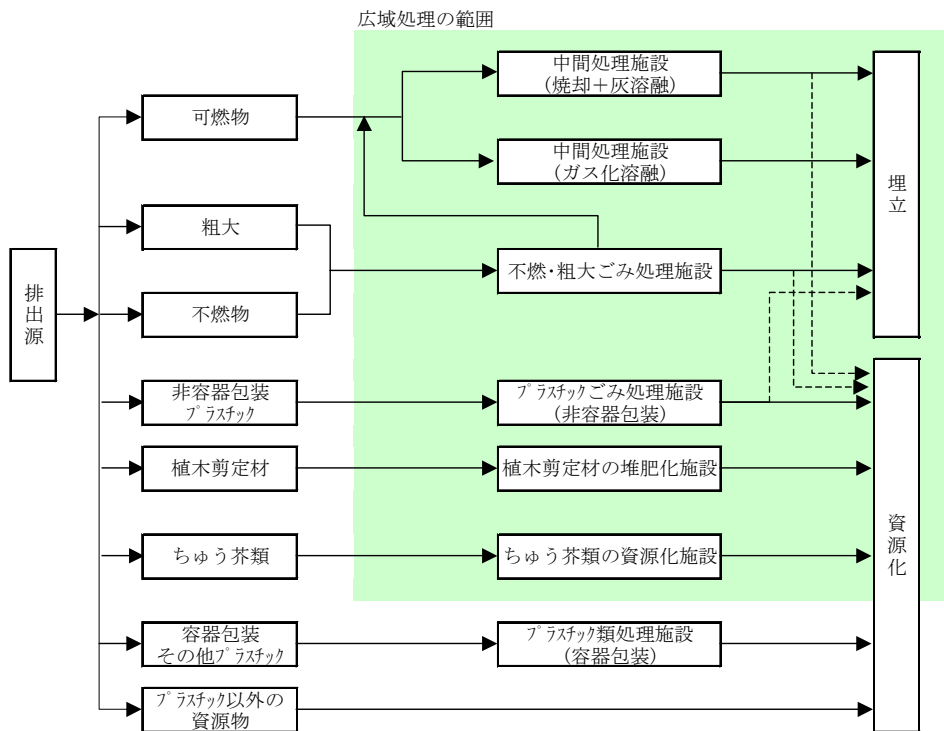 広域処理の範囲
中間処理施設
(焼却＋灰溶融)
可燃物
中間処理施設
(ガス化溶融)
埋立
粗大
不燃・粗大ごみ処理施設
排出源
不燃物
非容器包装
プラスチック
プラスチックごみ処理施設
(非容器包装)
植木剪定材
植木剪定材の堆肥化施設
資源化
ちゅう芥類
ちゅう芥類の資源化施設
容器包装
その他プラスチック
プラスチック類処理施設
(容器包装)
プラスチック以外の
資源物